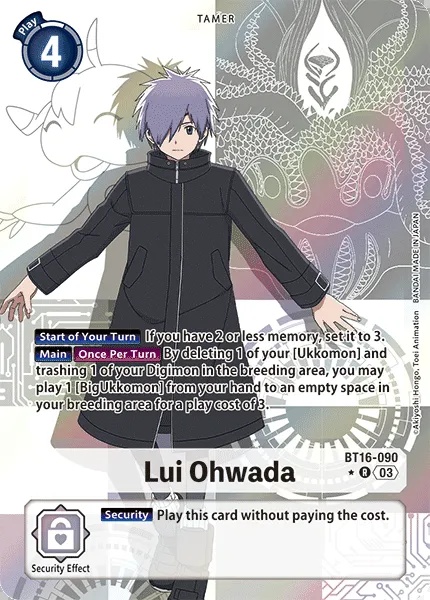 TAMER
Play
4
Start of Your Turn If you have 2 or less memory, set it to 3.
Main Once Per Turn By deleting 1 of your [Ukkomon] and
trashing 1 of your Digimon in the breeding area, you may
play 1 [BigUkkomon] from your hand to an empty space in
your breeding area for a play cost of 3.
©Akiyoshi Hongo, Toei Animation BANDAI MADE IN JAPAN
BT16-090
Lui Ohwada
★ R 03
Security Play this card without paying the cost.
Security Effect